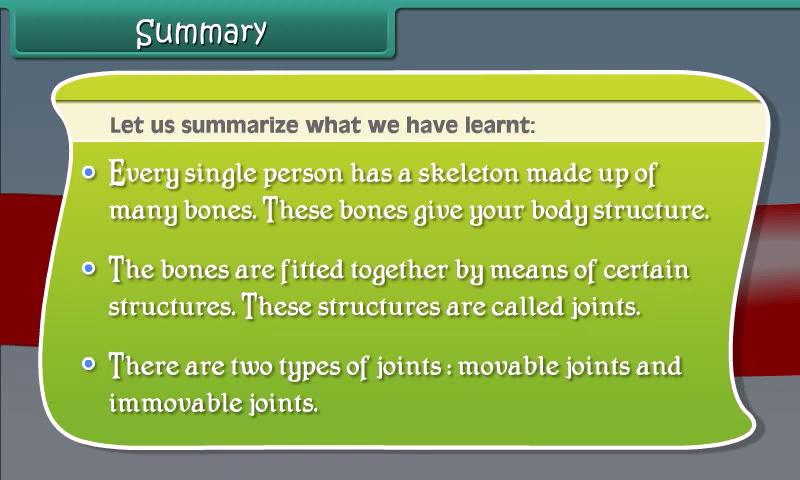 Summary
Let us summarize what we have learnt:
Every single person has a skeleton made up of
many bones. These bones give your body structure.
The bones are fitted together by means of certain
structures. These structures are called joints.
There are two types of joints : movable joints and
immovable joints.